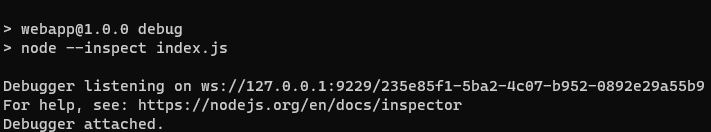 > webapp@1.0.0 debug
> node --inspect index.js
Debugger listening on ws://127.0.0.1:9229/235e85f1-5ba2-4c07-b952-0892e29a55b9
For help, see: https://nodejs.org/en/docs/inspector
Debugger attached.